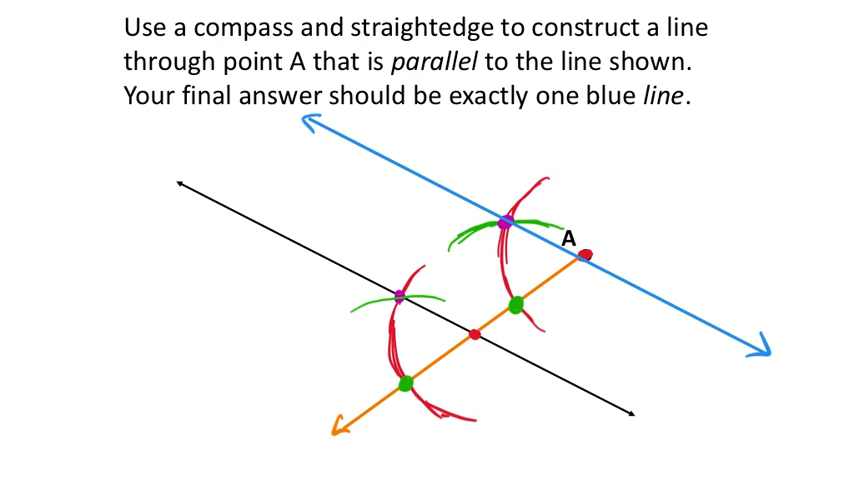 Use a compass and straightedge to construct a line
through point A that is parallel to the line shown.
Your final answer should be exactly one blue line.
A